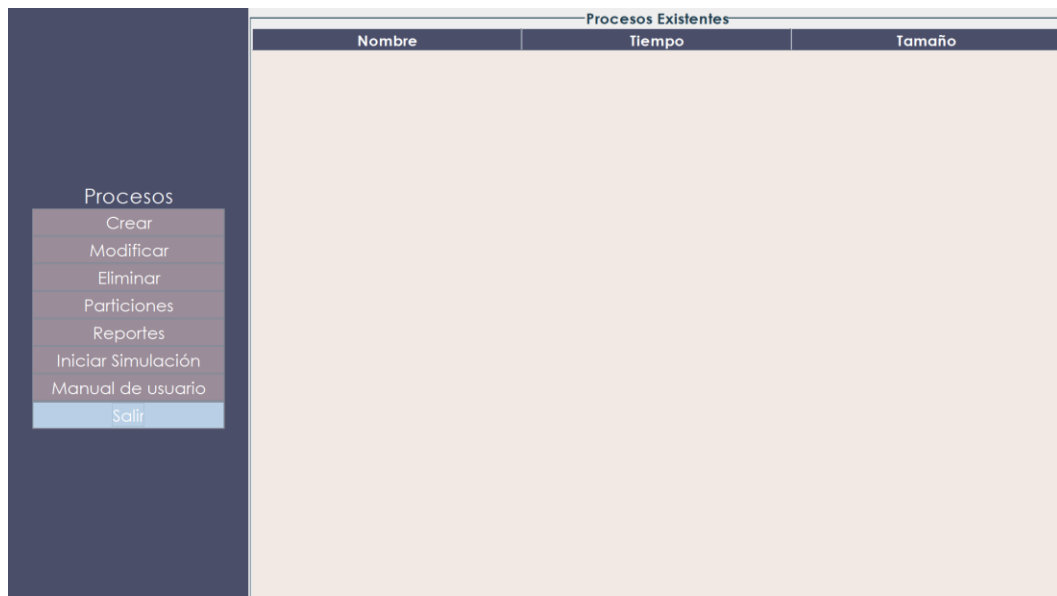 Procesos
Crear
Modificar
Eliminar
Particiones
Reportes
Iniciar Simulación
Manual de usuario
Salir
Procesos Existentes
Nombre Tiempo Tamaño